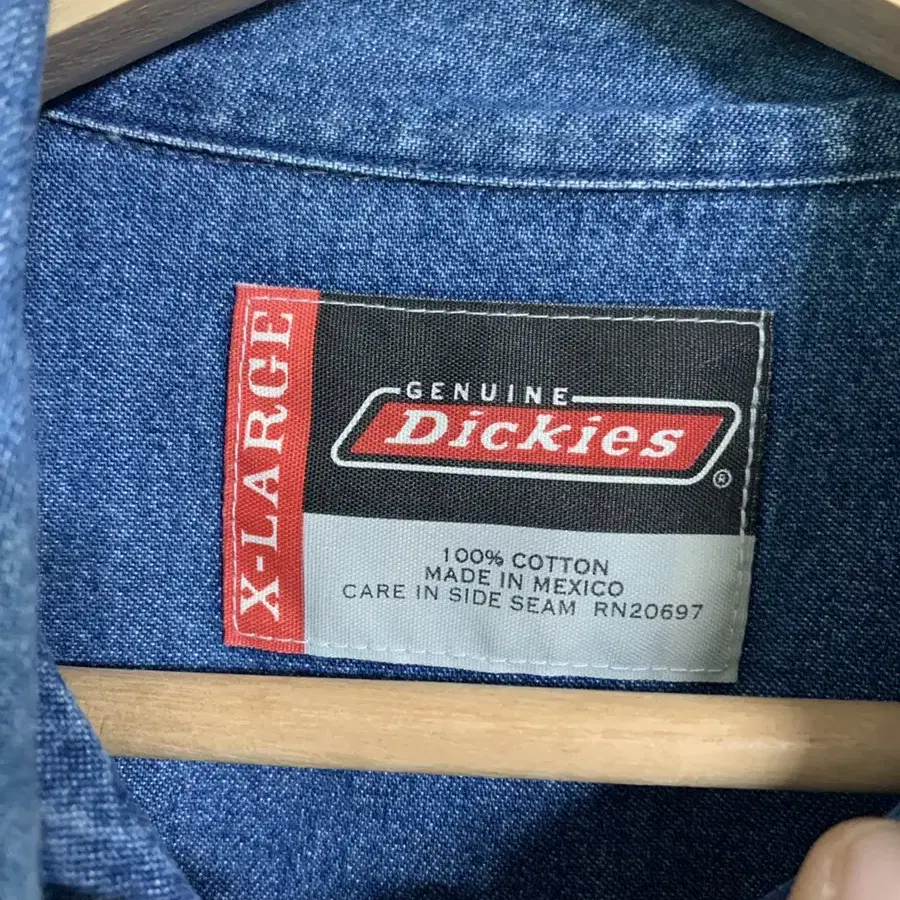 X-LARGE
GENUINE
Dickies
®
100% COTTON
MADE IN MEXICO
CARE IN SIDE SEAM RN20697